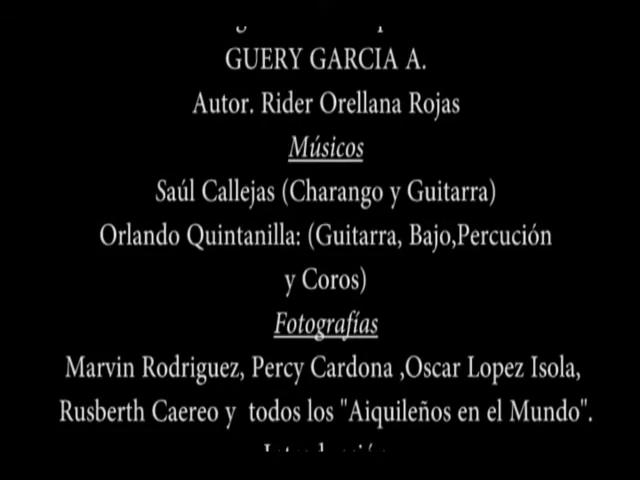 GUERY GARCIA A.
Autor. Rider Orellana Rojas
Músicos
Saúl Callejas (Charango y Guitarra)
Orlando Quintanilla: (Guitarra, Bajo,Percución
y Coros)
Fotografías
Marvin Rodriguez, Percy Cardona ,Oscar Lopez Isola,
Rusberth Caereo y todos los "Aiquileños en el Mundo".